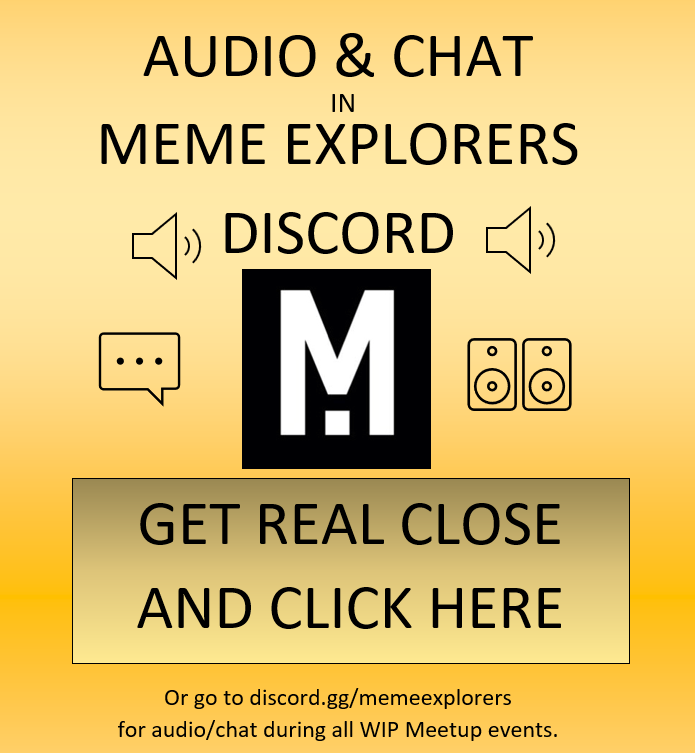 AUDIO & CHAT
IN
MEME EXPLORERS
DISCORD
M
GET REAL CLOSE
AND CLICK HERE
Or go to discord.gg/memeexplorers
for audio/chat during all WIP Meetup events.